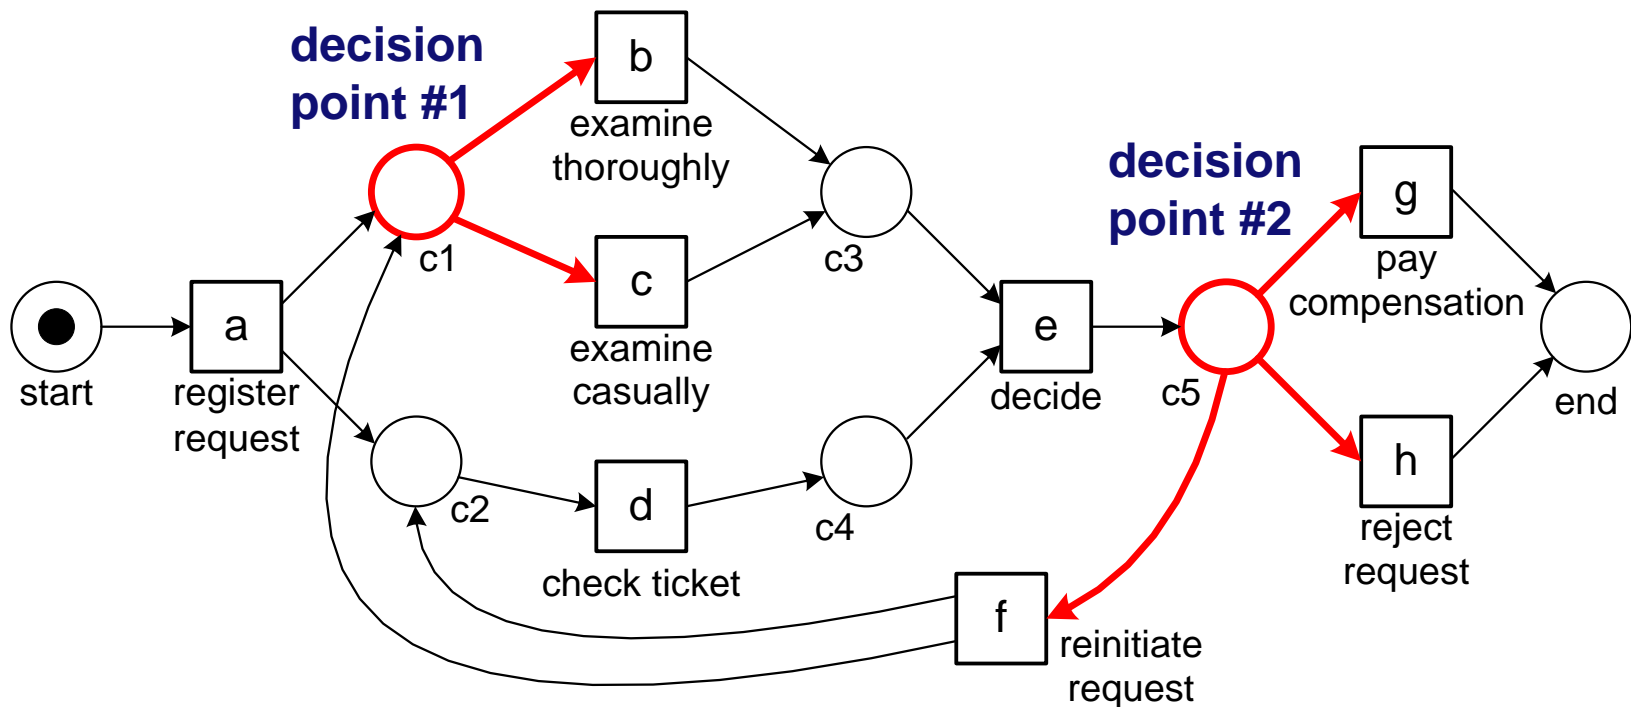 decision
point #1
b
examine
thoroughly
c1
c
examine
casually
c3
start
a
register
request
c2
d
check ticket
c4
e
decide
decision
point #2
c5
g
pay
compensation
h
reject
request
end
f
reinitiate
request